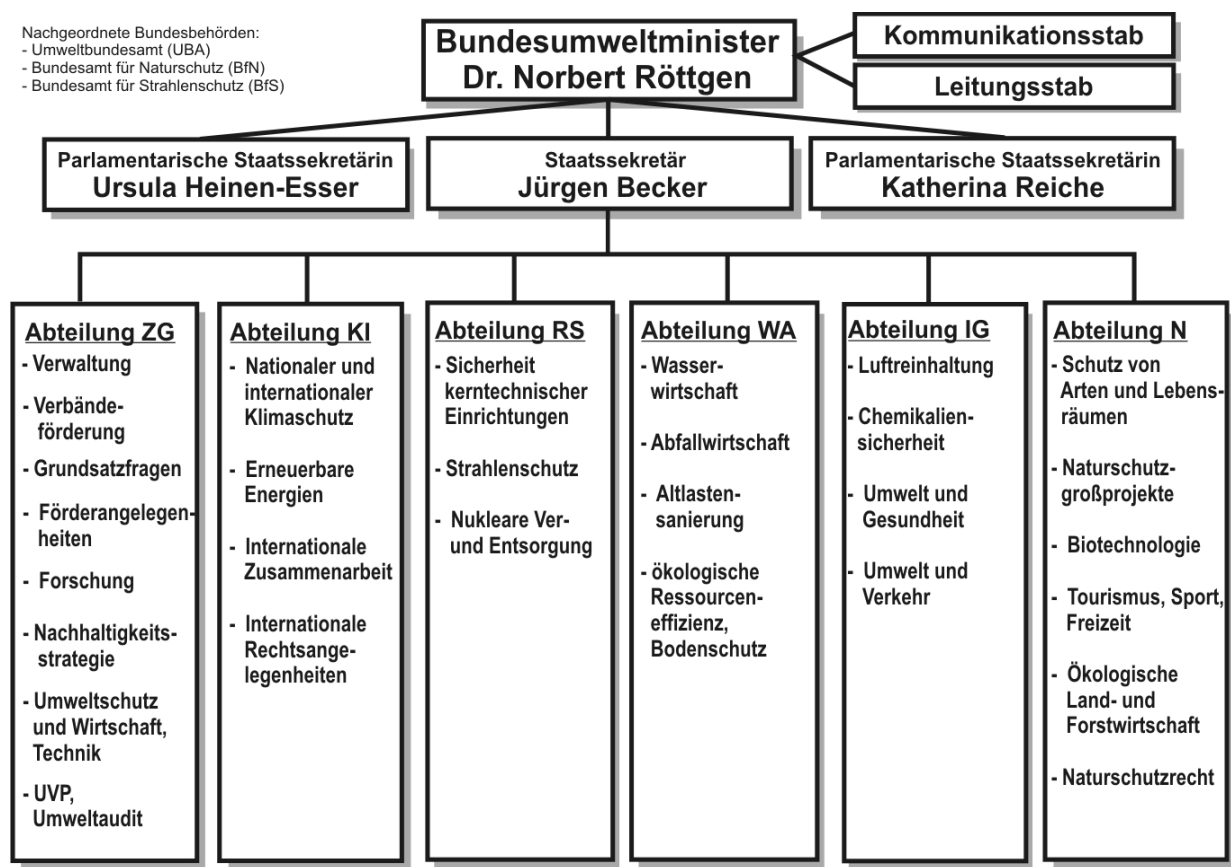 Nachgeordnete Bundesbehörden:
- Umweltbundesamt (UBA)
- Bundesamt für Naturschutz (BfN)
- Bundesamt für Strahlenschutz (BfS)
Bundesumweltminister
Dr. Norbert Röttgen
Kommunikationsstab
Leitungsstab
Parlamentarische Staatssekretärin
Ursula Heinen-Esser
Staatssekretär
Jürgen Becker
Parlamentarische Staatssekretärin
Katherina Reiche
Abteilung ZG
- Verwaltung
- Verbände-
förderung
- Grundsatzfragen
- Förderangelegen-
heiten
- Forschung
- Nachhaltigkeits-
strategie
- Umweltschutz
und Wirtschaft,
Technik
- UVP,
Umweltaudit
Abteilung KI
- Nationaler und
internationaler
Klimaschutz
- Erneuerbare
Energien
- Internationale
Zusammenarbeit
- Internationale
Rechtsange-
legenheiten
Abteilung RS
- Sicherheit
kerntechnischer
Einrichtungen
- Strahlenschutz
- Nukleare Ver-
und Entsorgung
Abteilung WA
- Wasser-
wirtschaft
- Abfallwirtschaft
- Altlasten-
sanierung
- ökologische
Ressourcen-
effizienz,
Bodenschutz
Abteilung IG
- Luftreinhaltung
- Chemikalien-
sicherheit
- Umwelt und
Gesundheit
- Umwelt und
Verkehr
Abteilung N
- Schutz von
Arten und Lebens-
räumen
- Naturschutz-
großprojekte
- Biotechnologie
- Tourismus, Sport,
Freizeit
- Ökologische
Land- und
Forstwirtschaft
- Naturschutzrecht